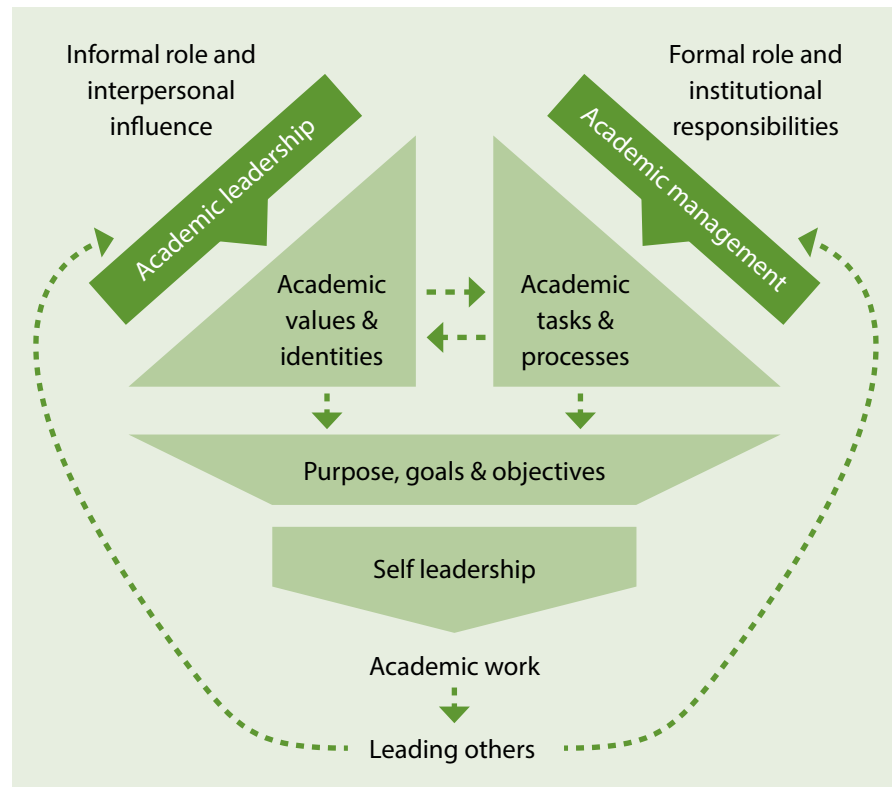 Informal role and
interpersonal
influence
Formal role and
institutional
responsibilities
Academic leadership
Academic management
Academic
values &
identities
Academic
tasks &
processes
Purpose, goals & objectives
Self leadership
Academic work
Leading others